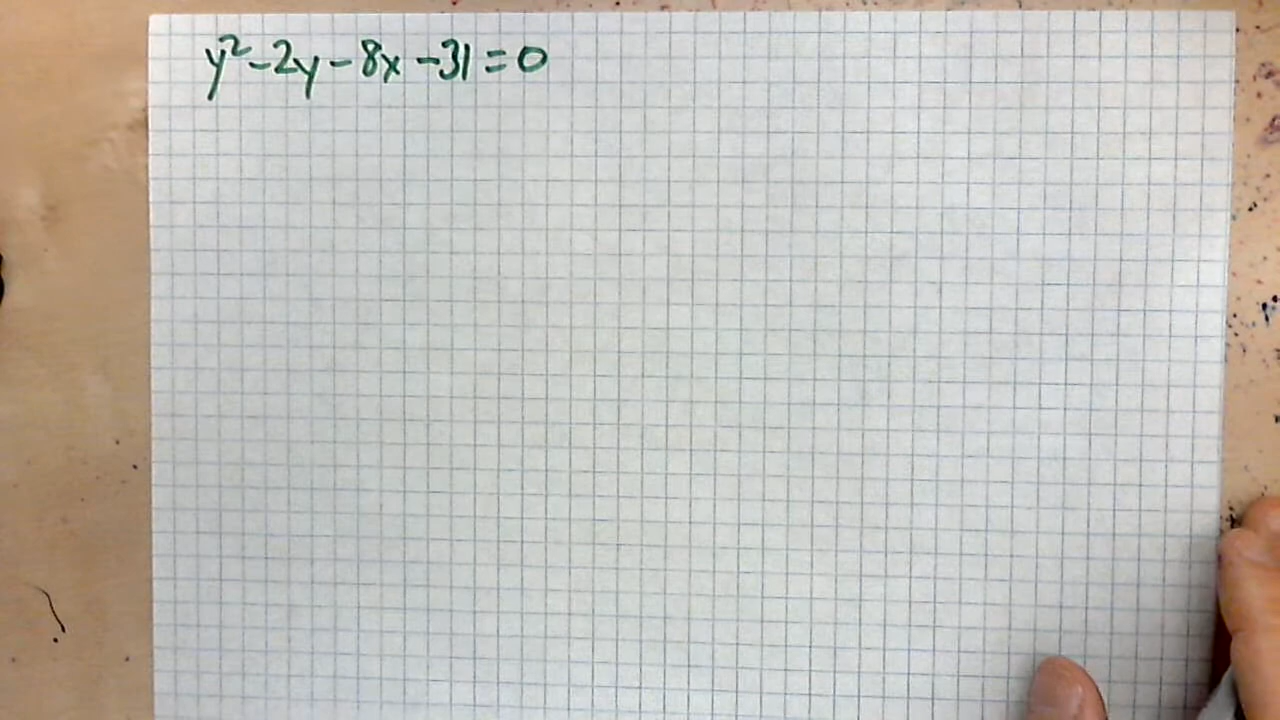 y² - 2y - 8x - 31 = 0